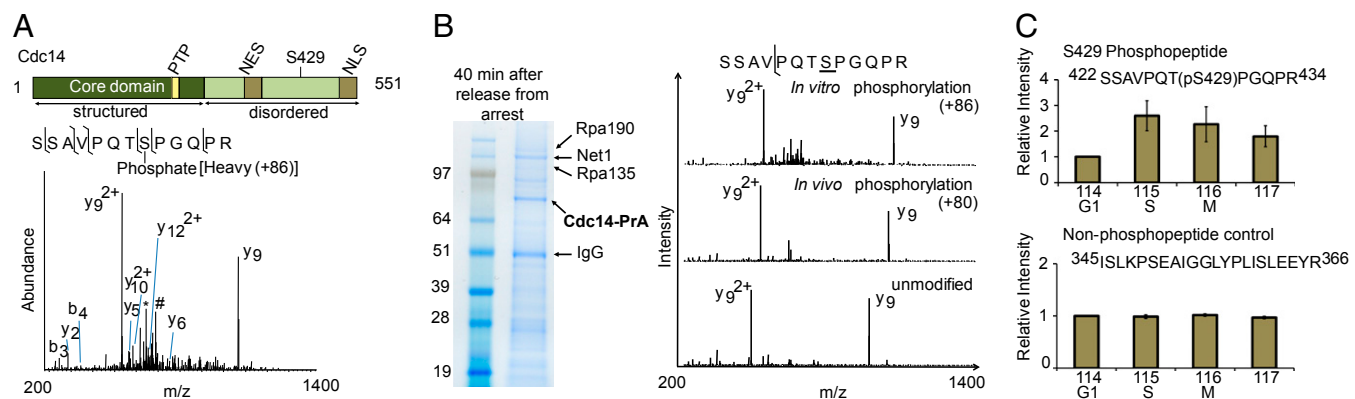 A
Cdc14
PTP
NES
S429
NLS
1
Core domain
551
structured
disordered
SSAVPQTSPGQPR
Phosphate [Heavy (+86)]
y9 2+
y12 2+
y10 2+
y9
b4
y5
*
#
y6
y2
b3
Abundance
200
m/z
1400
B
40 min after
release from
arrest
Rpa190
Net1
Rpa135
Cdc14-PrA
IgG
97
64
51
39
28
19
SSAVPQTSPGQPR
y9 2+
In vitro phosphorylation
(+86)
y9
y9 2+
In vivo phosphorylation
(+80)
y9
unmodified
y9 2+
y9
Intensity
200
m/z
1400
C
S429 Phosphopeptide
422 SSAVPQT(pS429)PGQPR 434
Relative Intensity
4
3
2
1
0
114 115 116 117
G1 S M
Non-phosphopeptide control
345 ISLKPSEAIGGLYPLISLEEYR 366
Relative Intensity
2
1
0
114 115 116 117
G1 S M